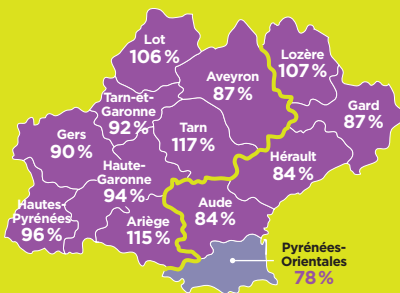 Lot
106 %
Lozère
107 %
Aveyron
87 %
Gard
87 %
Tarn-et-
Garonne
92 %
Tarn
117 %
Gers
90 %
Hérault
84 %
Haute-
Garonne
94 %
Hautes-
Pyrénées
96 %
Ariège
115 %
Aude
84 %
Pyrénées-
Orientales
78 %